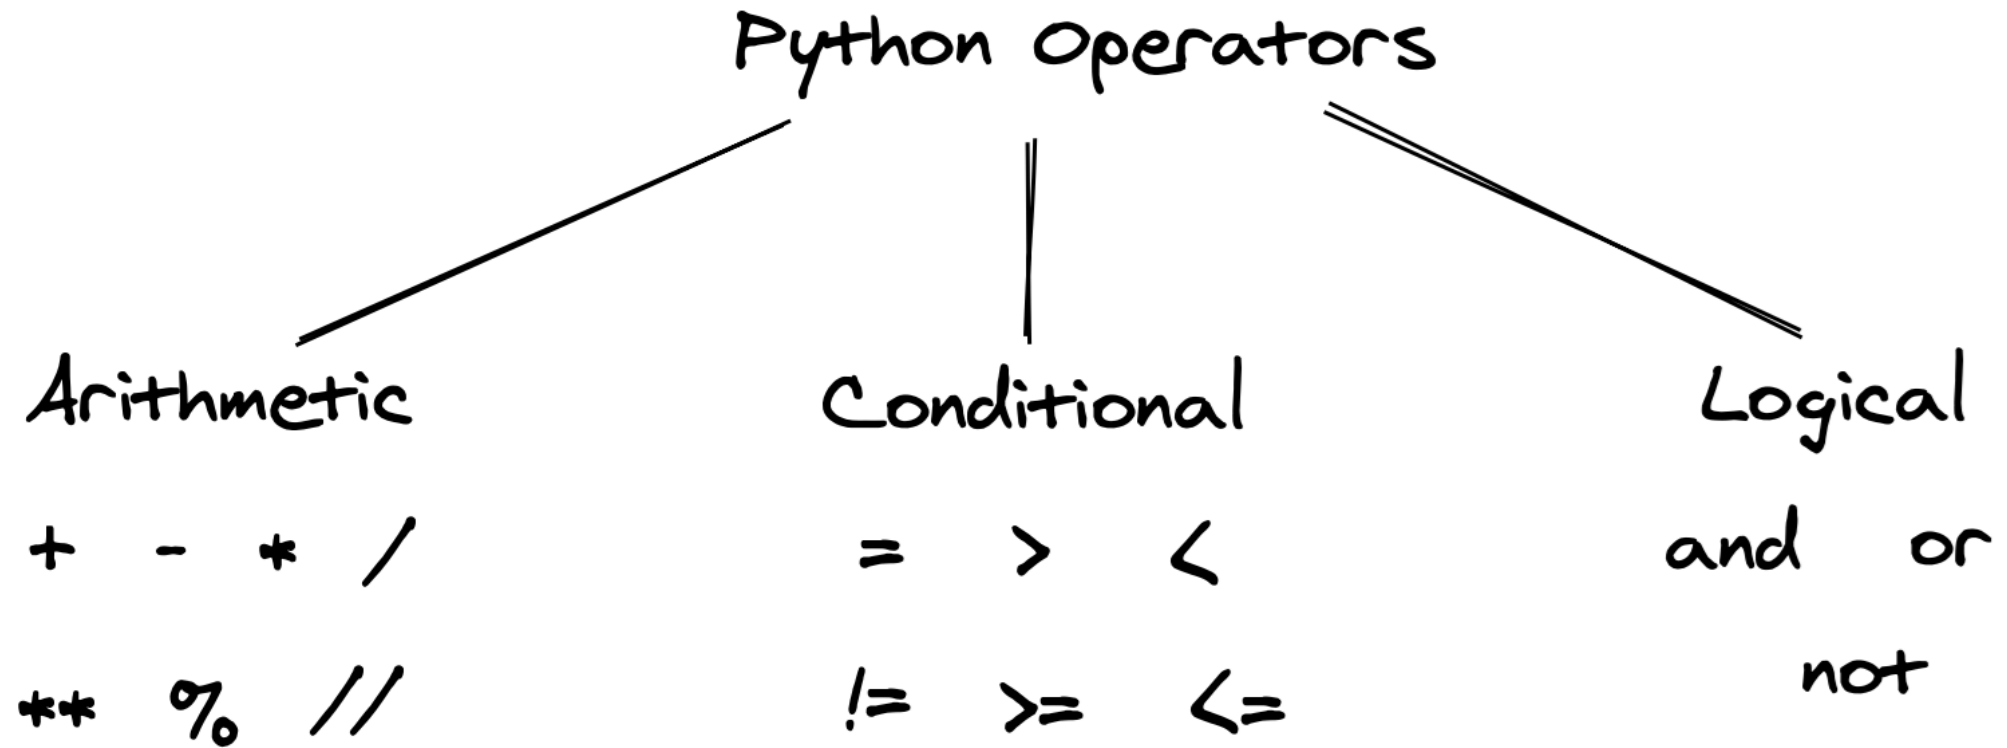 Python Operators
Arithmetic Conditional Logical
+ - * / = > < and or
** % // != >= <= not